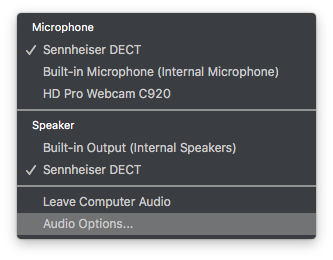 Microphone
Sennheiser DECT
Built-in Microphone (Internal Microphone)
HD Pro Webcam C920
Speaker
Built-in Output (Internal Speakers)
Sennheiser DECT
Leave Computer Audio
Audio Options...